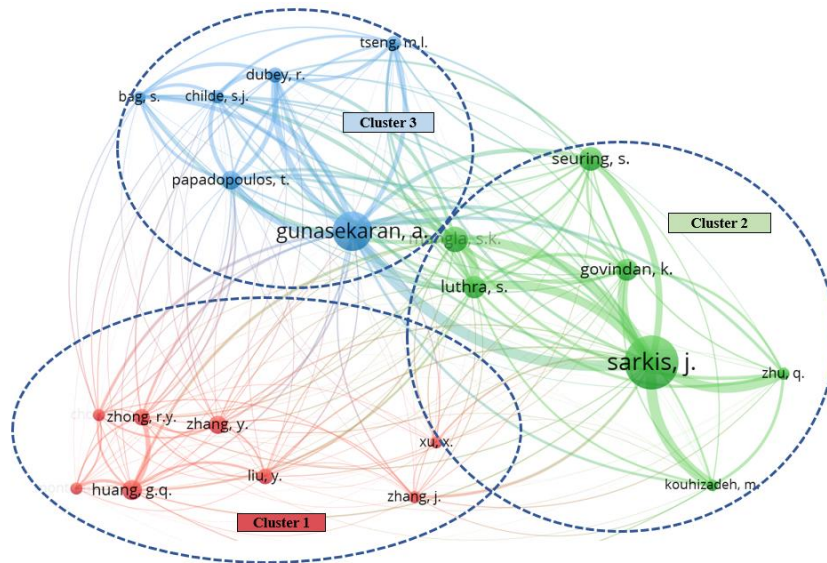 tseng, m.l.
dubey, r.
bag, s.
childe, s.j.
Cluster 3
seuring, s.
papadopoulos, t.
Cluster 2
gunasekaran, a.
govindan, k.
luthra, s.
sarkis, j.
zhu, q.
zhong, r.y.
zhang, y.
xu, x.
liu, y.
kouhizadeh, m.
huang, g.q.
zhang, j.
Cluster 1